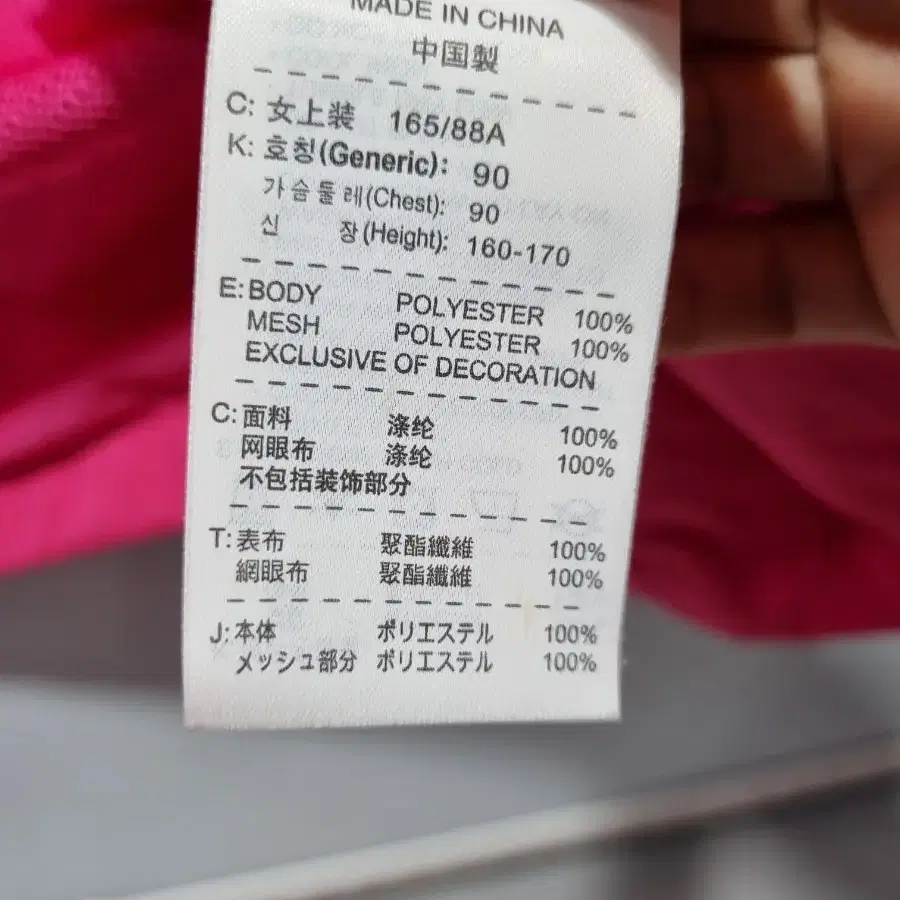 MADE IN CHINA
中国製
C: 女上装 165/88A
K: 호칭(Generic): 90
가슴둘레(Chest): 90
신 장(Height): 160-170
E: BODY POLYESTER 100%
MESH POLYESTER 100%
EXCLUSIVE OF DECORATION
C: 面料 涤纶 100%
网眼布 涤纶 100%
不包括装饰部分
T: 表布 聚酯纖維 100%
網眼布 聚酯纖維 100%
J: 本体 ポリエステル 100%
メッシュ部分 ポリエステル 100%